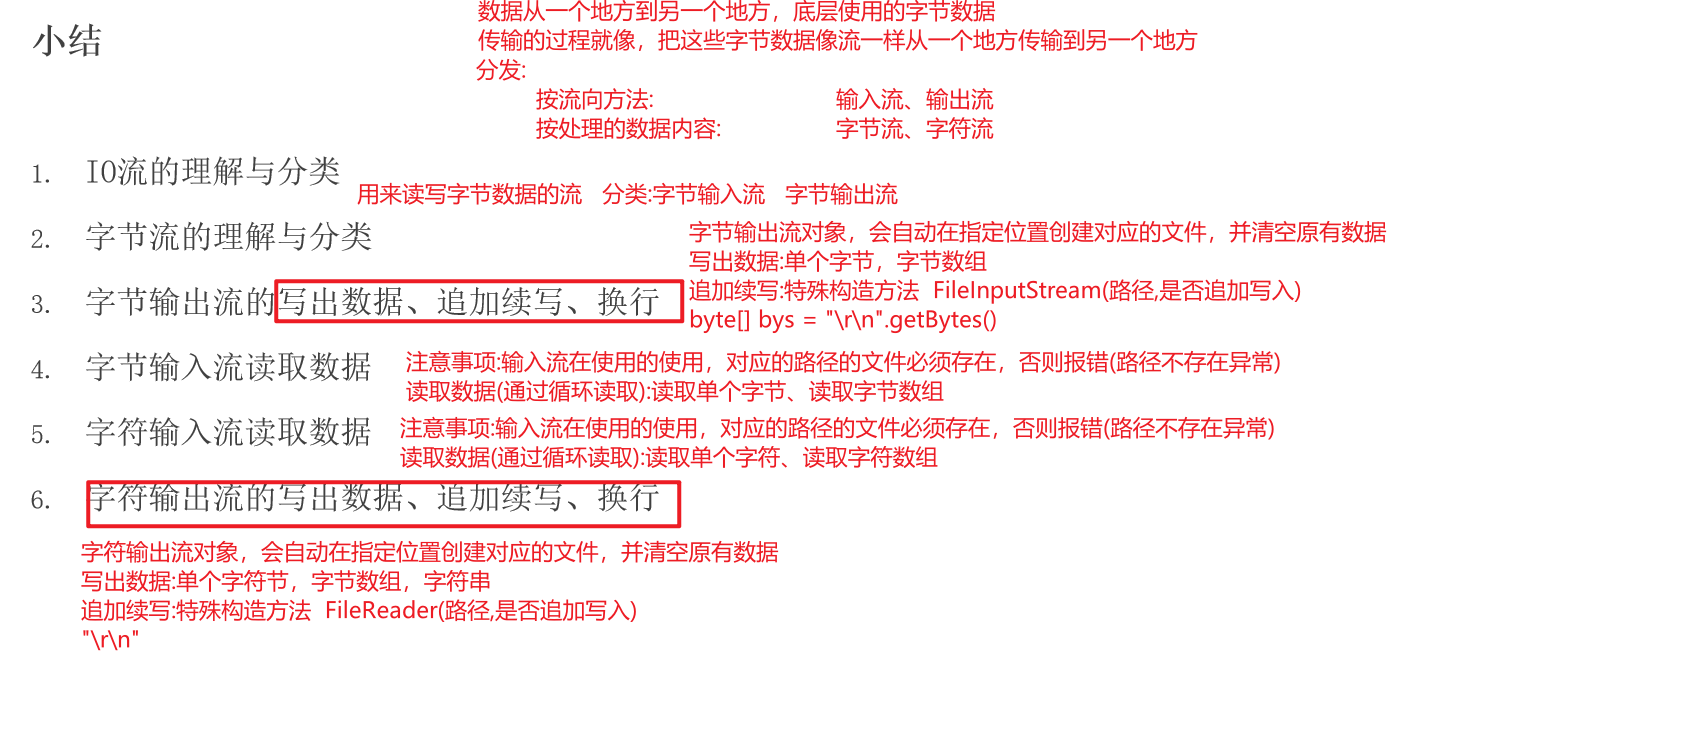 小结
数据从一个地方到另一个地方，底层使用的字节数据
传输的过程就像，把这些字节数据像流一样从一个地方传输到另一个地方
分发:
按流向方法: 输入流、输出流
按处理的数据内容: 字节流、字符流
1. IO流的理解与分类
用来读写字节数据的流 分类:字节输入流 字节输出流
2. 字节流的理解与分类
字节输出流对象，会自动在指定位置创建对应的文件，并清空原有数据
写出数据:单个字节，字节数组
3. 字节输出流的写出数据、追加续写、换行
追加续写:特殊构造方法 FileInputStream(路径,是否追加写入)
byte[] bys = "\r\n".getBytes()
4. 字节输入流读取数据
注意事项:输入流在使用的使用，对应的路径的文件必须存在，否则报错(路径不存在异常)
读取数据(通过循环读取):读取单个字节、读取字节数组
5. 字符输入流读取数据
注意事项:输入流在使用的使用，对应的路径的文件必须存在，否则报错(路径不存在异常)
读取数据(通过循环读取):读取单个字符、读取字符数组
6. 字符输出流的写出数据、追加续写、换行
字符输出流对象，会自动在指定位置创建对应的文件，并清空原有数据
写出数据:单个字符节，字节数组，字符串
追加续写:特殊构造方法 FileReader(路径,是否追加写入)
"\r\n"